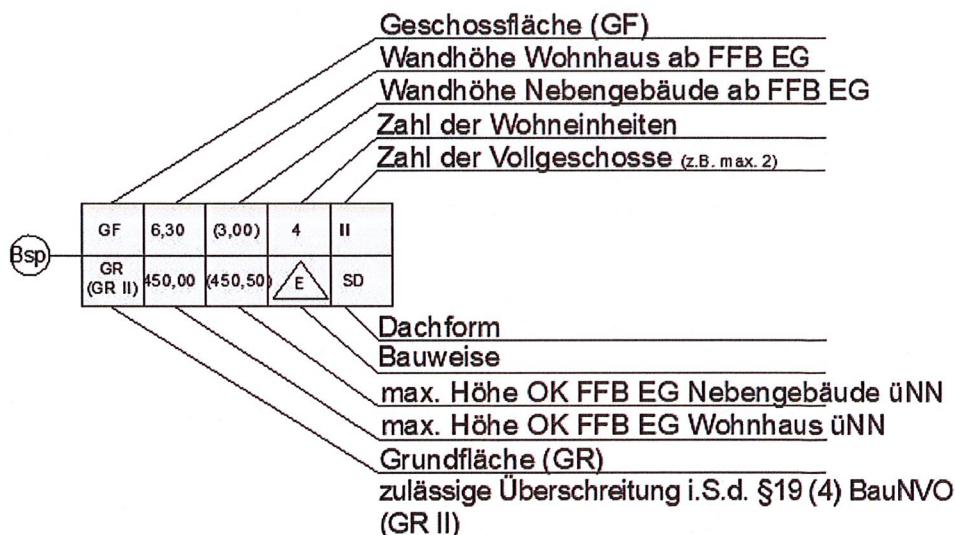 Geschossfläche (GF)
Wandhöhe Wohnhaus ab FFB EG
Wandhöhe Nebengebäude ab FFB EG
Zahl der Wohneinheiten
Zahl der Vollgeschosse (z.B. max. 2)
GF 6,30 (3,00) 4 II
Bsp
GR
(GR II) 450,00 (450,50) E SD
Dachform
Bauweise
max. Höhe OK FFB EG Nebengebäude üNN
max. Höhe OK FFB EG Wohnhaus üNN
Grundfläche (GR)
zulässige Überschreitung i.S.d. §19 (4) BauNVO
(GR II)